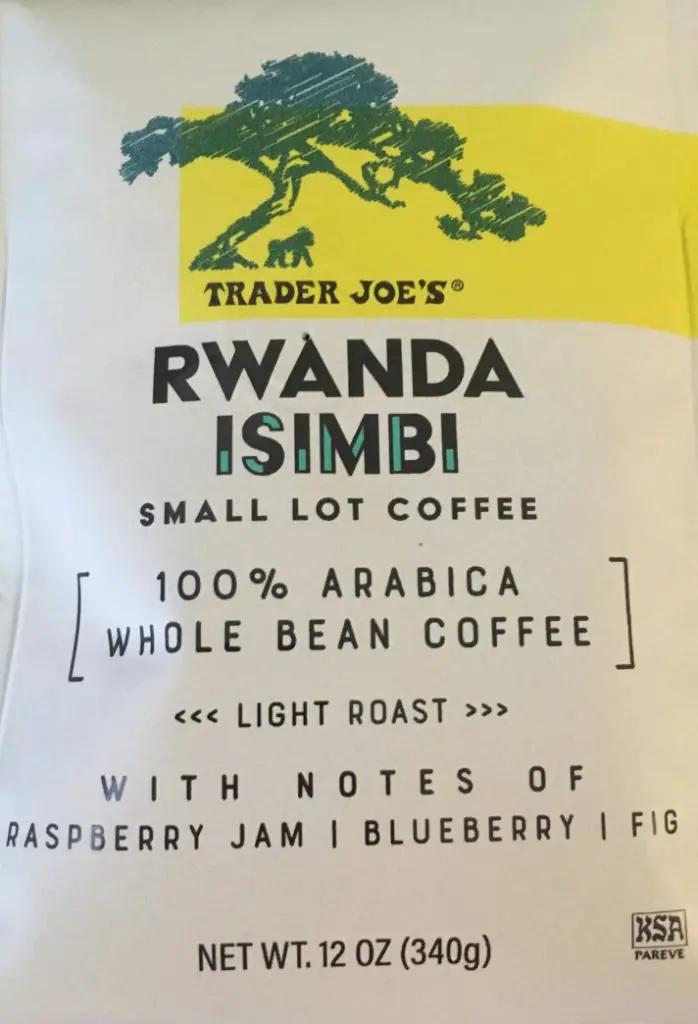 TRADER JOE'S®
RWANDA
ISIMBI
SMALL LOT COFFEE
[ 100% ARABICA
WHOLE BEAN COFFEE ]
<<< LIGHT ROAST >>>
WITH NOTES OF
RASPBERRY JAM | BLUEBERRY | FIG
KSA
PAREVE
NET WT. 12 OZ (340g)